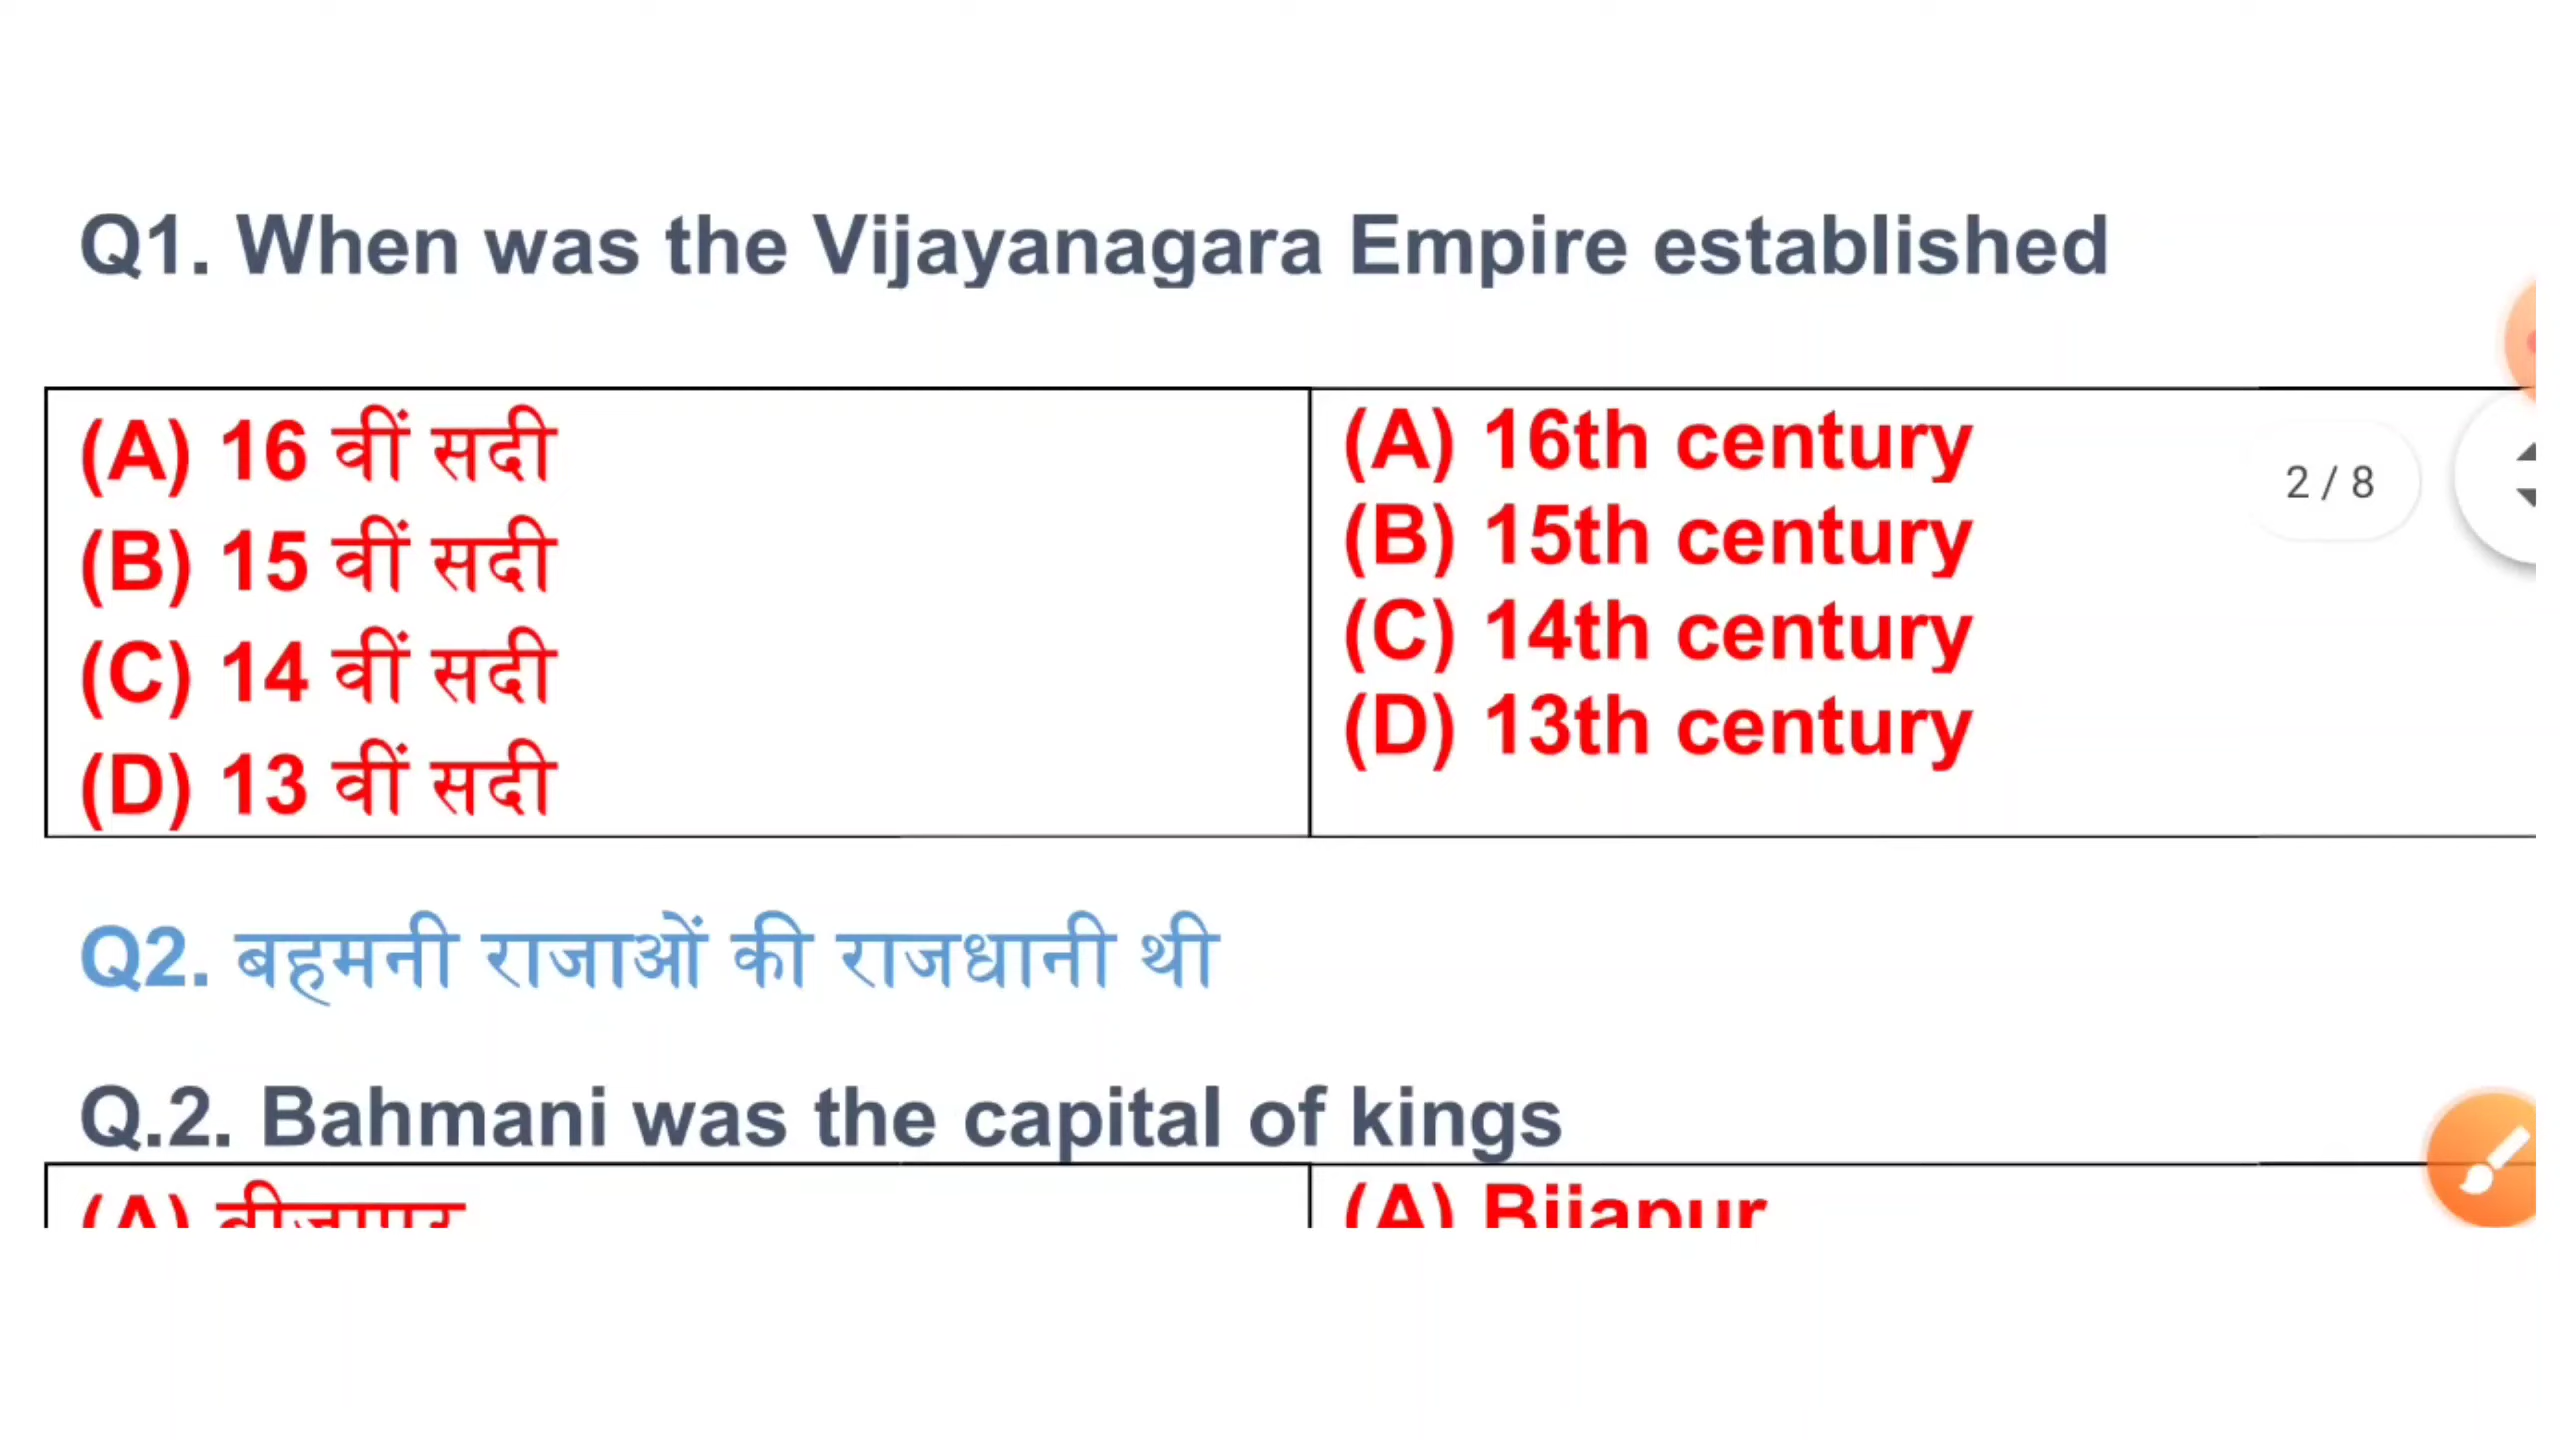 Q1. When was the Vijayanagara Empire established
(A) 16 वीं सदी
(B) 15 वीं सदी
(C) 14 वीं सदी
(D) 13 वीं सदी
(A) 16th century
(B) 15th century
(C) 14th century
(D) 13th century
2 / 8
Q2. बहमनी राजाओं की राजधानी थी
Q.2. Bahmani was the capital of kings
(A) बीजापुर
(A) Bijapur